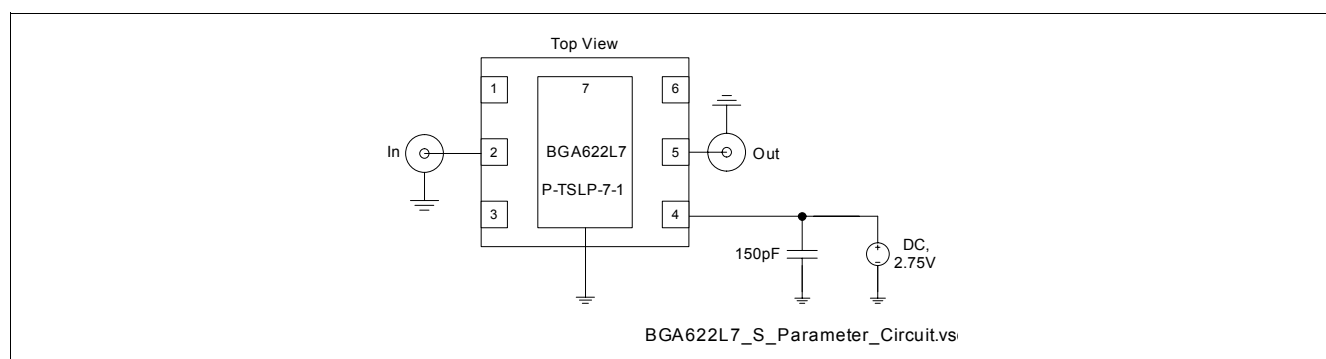 Top View
1
7
6
In
2
BGA622L7
5
Out
P-TSLP-7-1
3
4
150pF
+
−
DC,
2.75V
BGA622L7_S_Parameter_Circuit.vs